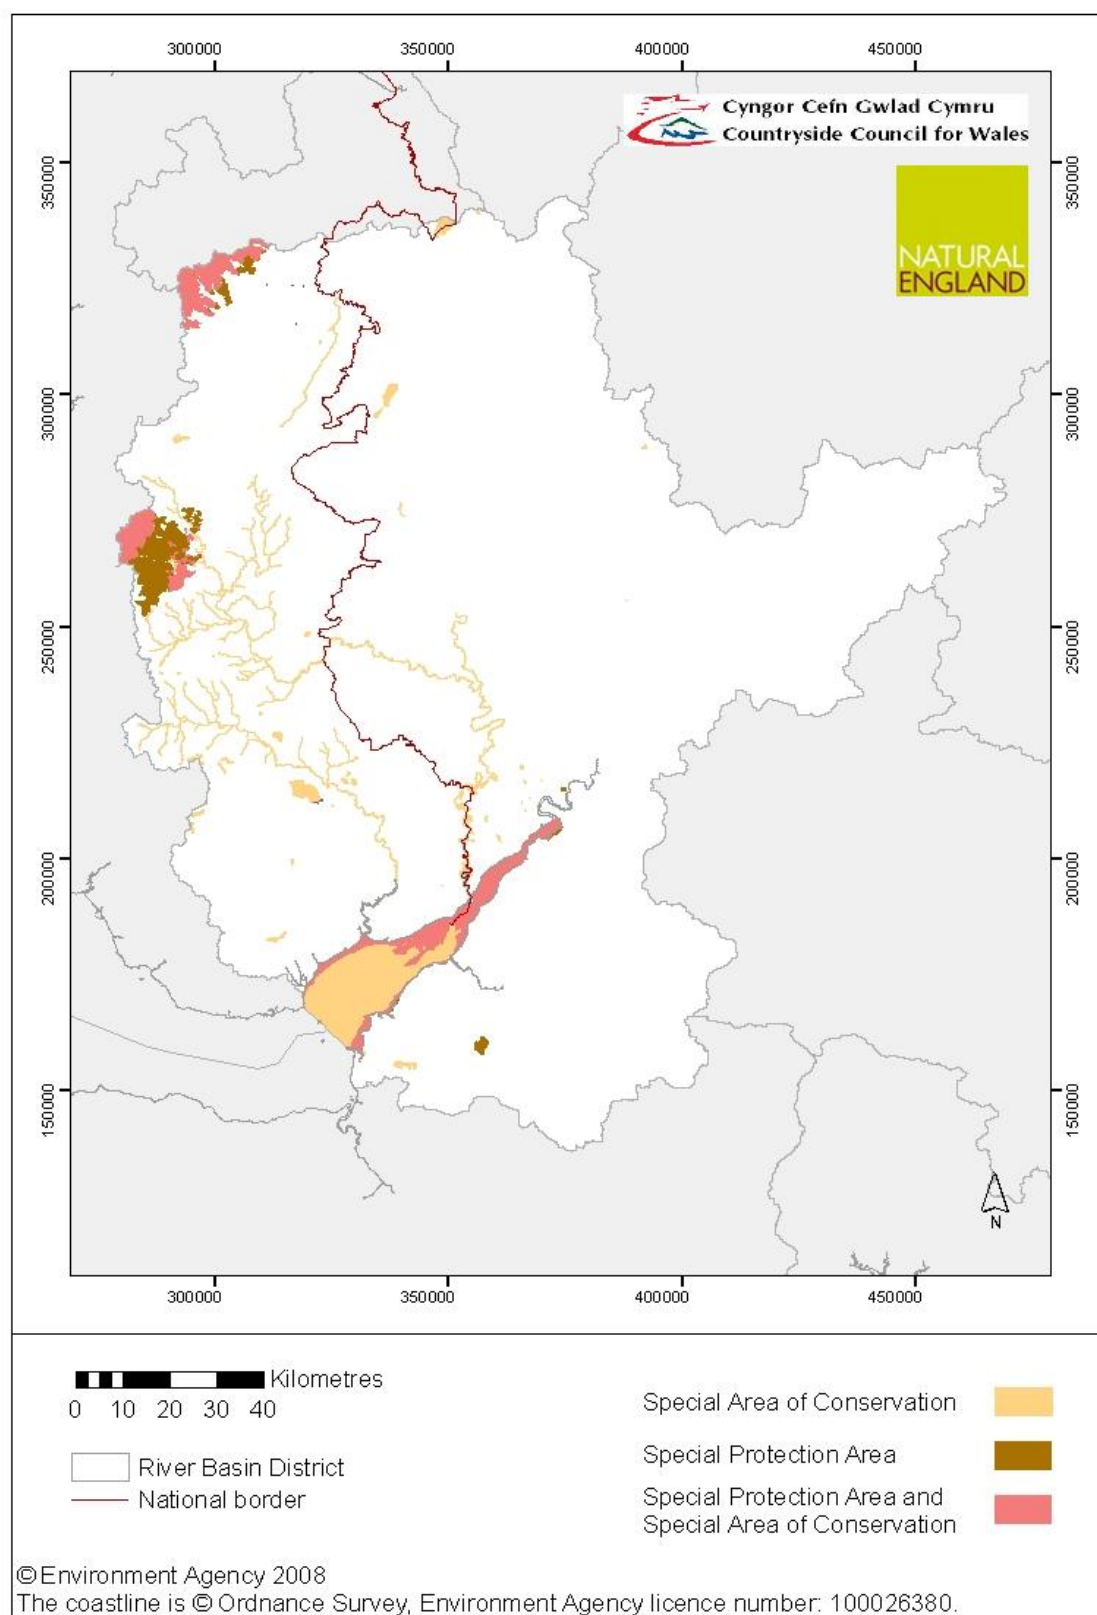 300000 350000 400000 450000
Cyngor Cefn Gwlad Cymru
Countryside Council for Wales
350000 350000
NATURAL
ENGLAND
300000 300000
250000 250000
200000 200000
150000 150000
N
300000 350000 400000 450000
Kilometres
0 10 20 30 40
River Basin District
National border
Special Area of Conservation
Special Protection Area
Special Protection Area and
Special Area of Conservation
© Environment Agency 2008
The coastline is © Ordnance Survey, Environment Agency licence number: 100026380.